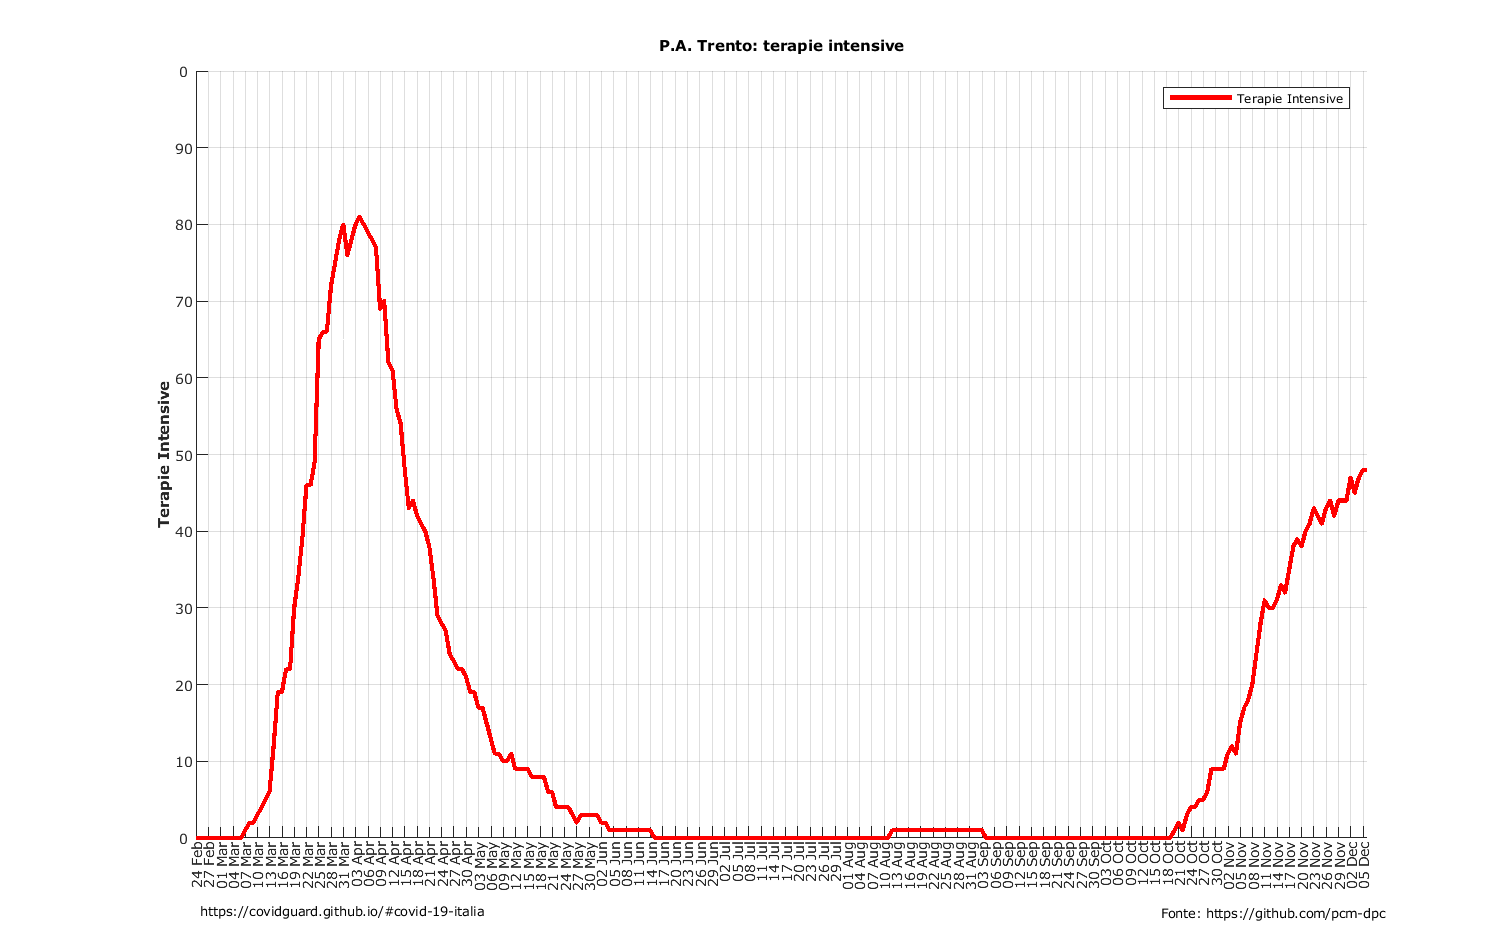 P.A. Trento: terapie intensive
Terapie Intensive
0
90
80
70
60
50
40
30
20
10
0
Terapie Intensive
24 Feb
27 Feb
01 Mar
04 Mar
07 Mar
10 Mar
13 Mar
16 Mar
19 Mar
22 Mar
25 Mar
28 Mar
31 Mar
03 Apr
06 Apr
09 Apr
12 Apr
15 Apr
18 Apr
21 Apr
24 Apr
27 Apr
30 Apr
03 May
06 May
09 May
12 May
15 May
18 May
21 May
24 May
27 May
30 May
02 Jun
05 Jun
08 Jun
11 Jun
14 Jun
17 Jun
20 Jun
23 Jun
26 Jun
29 Jun
02 Jul
05 Jul
08 Jul
11 Jul
14 Jul
17 Jul
20 Jul
23 Jul
26 Jul
29 Jul
01 Aug
04 Aug
07 Aug
10 Aug
13 Aug
16 Aug
19 Aug
22 Aug
25 Aug
28 Aug
31 Aug
03 Sep
06 Sep
09 Sep
12 Sep
15 Sep
18 Sep
21 Sep
24 Sep
27 Sep
30 Sep
03 Oct
06 Oct
09 Oct
12 Oct
15 Oct
18 Oct
21 Oct
24 Oct
27 Oct
30 Oct
02 Nov
05 Nov
08 Nov
11 Nov
14 Nov
17 Nov
20 Nov
23 Nov
26 Nov
29 Nov
02 Dec
05 Dec
https://covidguard.github.io/#covid-19-italia
Fonte: https://github.com/pcm-dpc